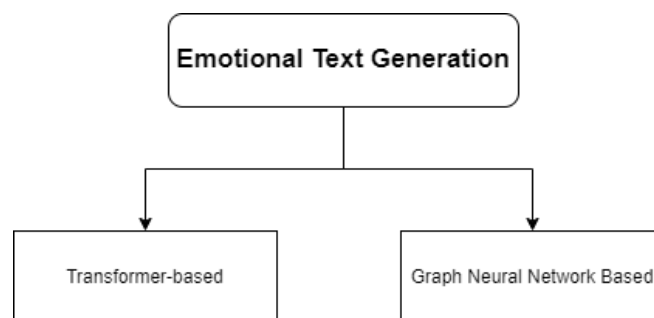 Emotional Text Generation
Transformer-based
Graph Neural Network Based